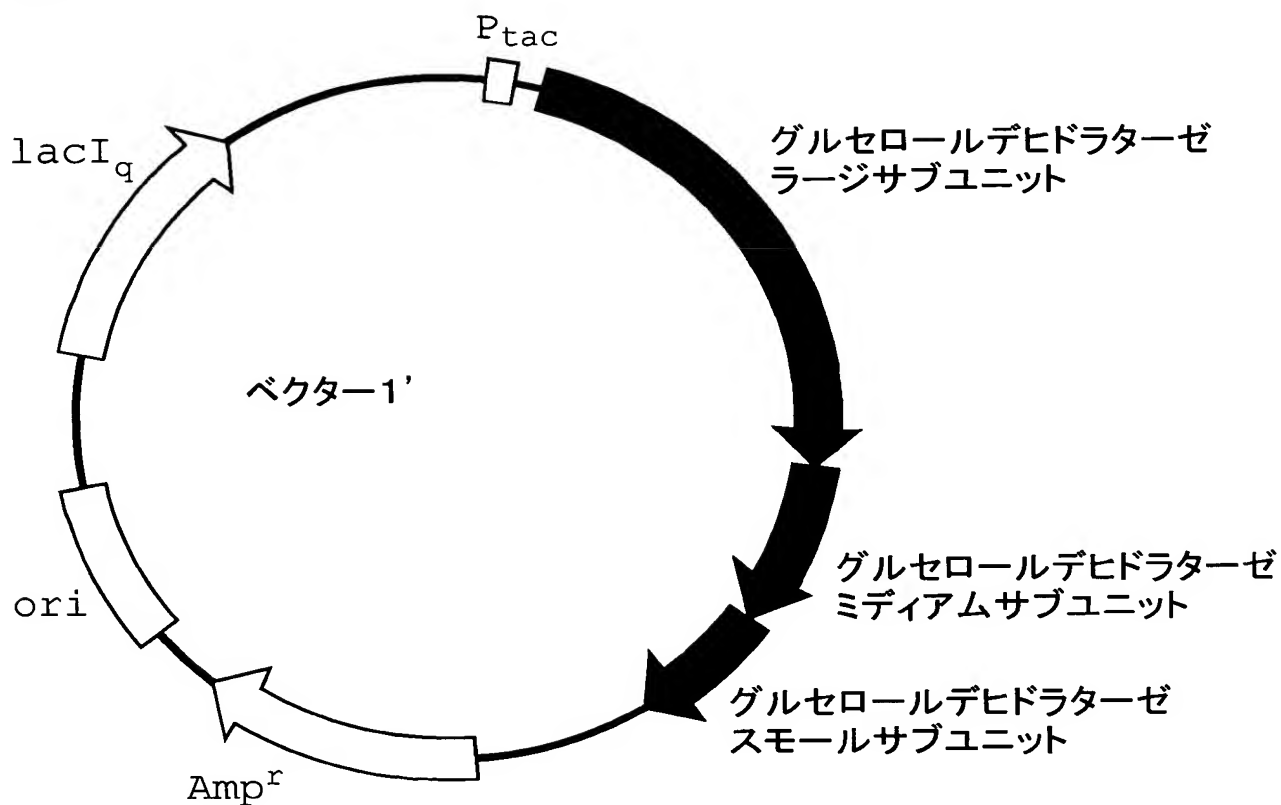 P_tac
lacI_q
グルセロールデヒドラターゼ
ラージサブユニット
ベクター1'
グルセロールデヒドラターゼ
ミディアムサブユニット
ori
グルセロールデヒドラターゼ
スモールサブユニット
Amp^r